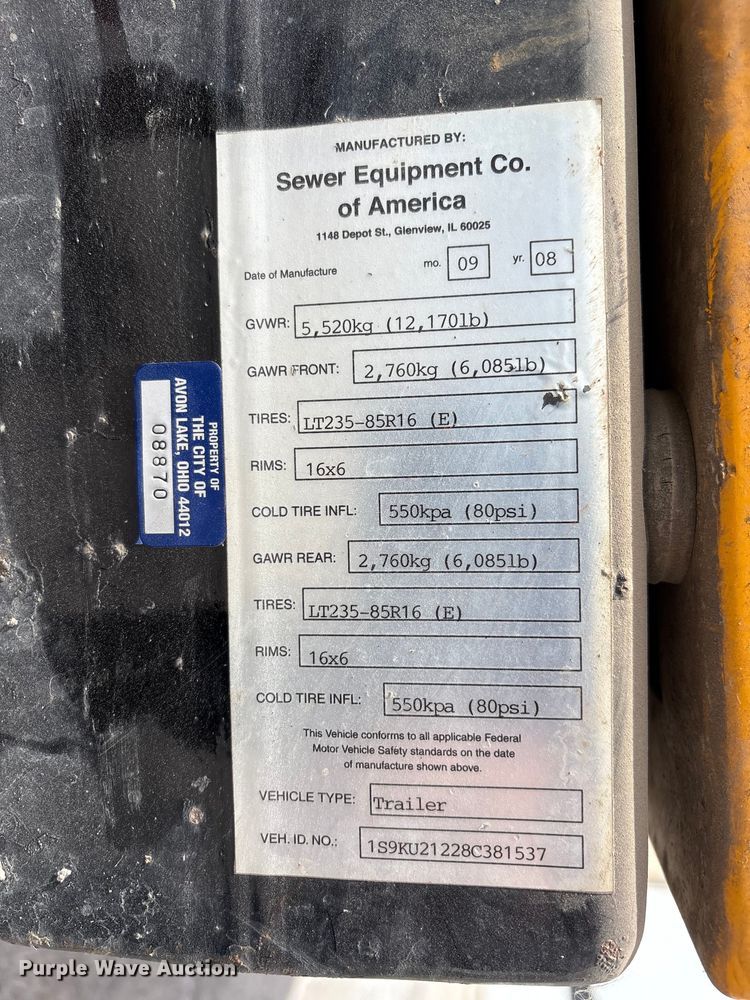 MANUFACTURED BY:
Sewer Equipment Co.
of America
1148 Depot St., Glenview, IL 60025
Date of Manufacture mo. 09 yr. 08
GVWR: 5,520kg (12,170lb)
GAWR FRONT: 2,760kg (6,085lb)
TIRES: LT235-85R16 (E)
RIMS: 16x6
COLD TIRE INFL: 550kpa (80psi)
GAWR REAR: 2,760kg (6,085lb)
TIRES: LT235-85R16 (E)
RIMS: 16x6
COLD TIRE INFL: 550kpa (80psi)
This Vehicle conforms to all applicable Federal
Motor Vehicle Safety standards on the date
of manufacture shown above.
VEHICLE TYPE: Trailer
VEH. ID. NO.: 1S9KU21228C381537
PROPERTY OF
THE CITY OF
AVON LAKE, OHIO 44012
08870
Purple Wave Auction